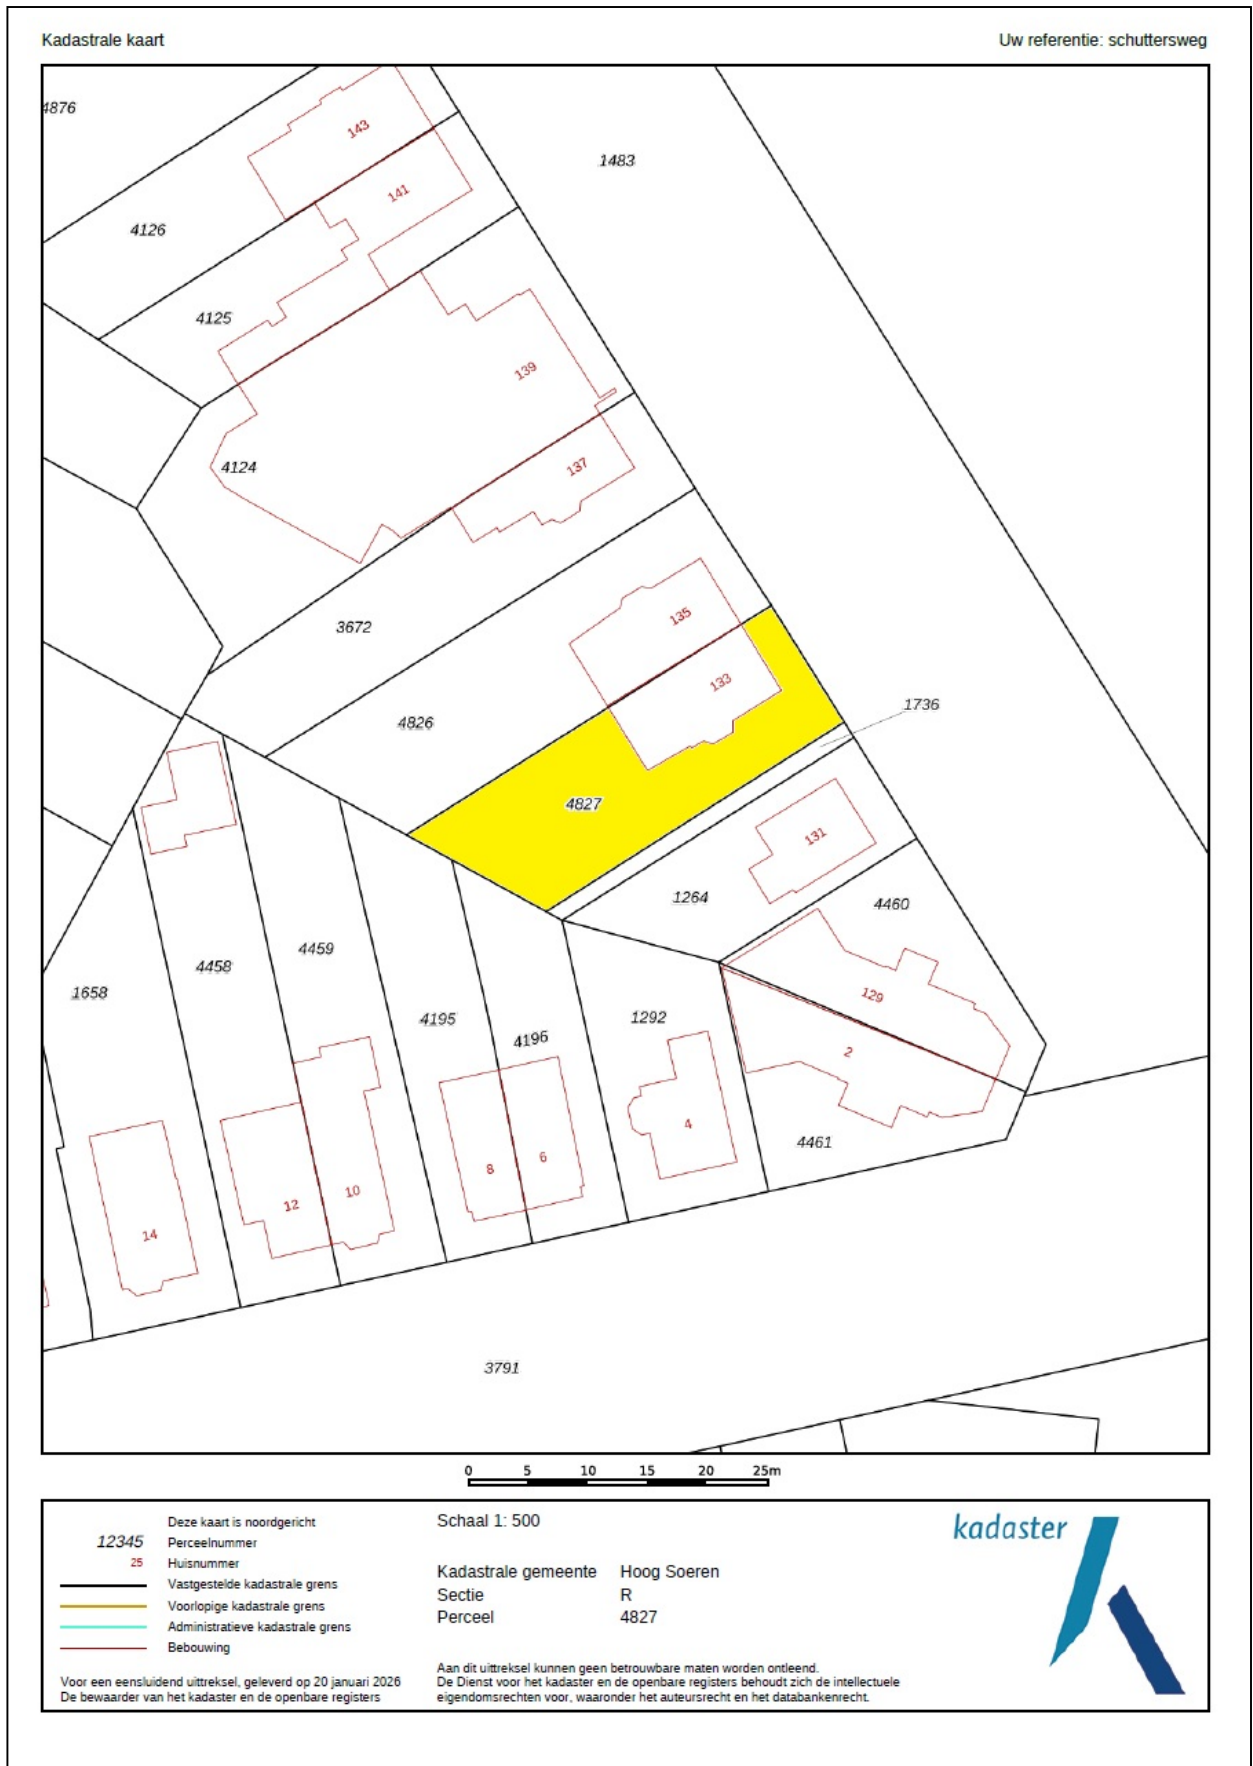 Kadastrale kaart
Uw referentie: schuttersweg
4876
143
1483
141
4126
4125
139
4124
137
3672
135
133
4826
1736
4827
131
1264
4460
4459
4458
1658
129
4195
1292
4196
2
4
4461
8
6
10
12
14
3791
0 5 10 15 20 25m
Deze kaart is noordgericht
12345 Perceelnummer
25 Huisnummer
Vastgestelde kadastrale grens
Voorlopige kadastrale grens
Administratieve kadastrale grens
Bebouwing
Voor een eensluidend uittreksel, geleverd op 20 januari 2026
De bewaarder van het kadaster en de openbare registers
Schaal 1: 500
Kadastrale gemeente Hoog Soeren
Sectie R
Perceel 4827
Aan dit uittreksel kunnen geen betrouwbare maten worden ontleend.
De Dienst voor het kadaster en de openbare registers behoudt zich de intellectuele
eigendomsrechten voor, waaronder het auteursrecht en het databankenrecht.
kadaster